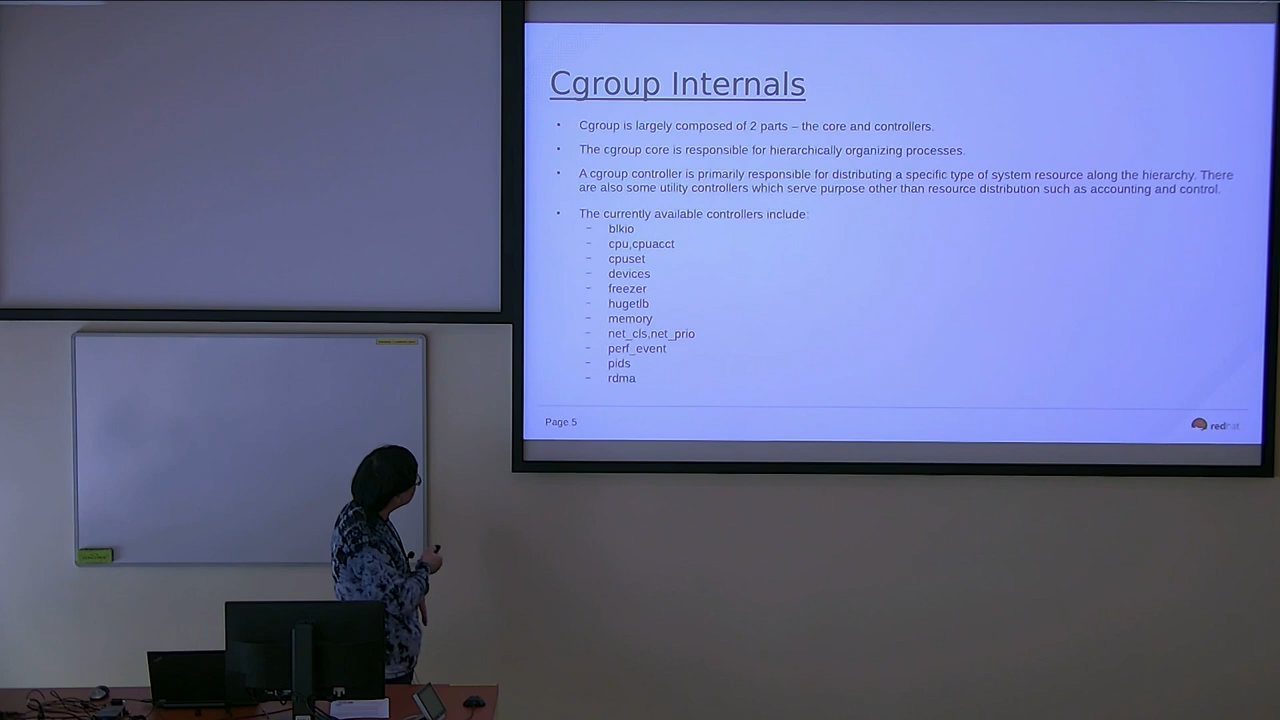 Cgroup Internals
• Cgroup is largely composed of 2 parts – the core and controllers.
• The cgroup core is responsible for hierarchically organizing processes.
• A cgroup controller is primarily responsible for distributing a specific type of system resource along the hierarchy. There
are also some utility controllers which serve purpose other than resource distribution such as accounting and control.
• The currently available controllers include:
– blkio
– cpu,cpuacct
– cpuset
– devices
– freezer
– hugetlb
– memory
– net_cls,net_prio
– perf_event
– pids
– rdma
Page 5
redhat